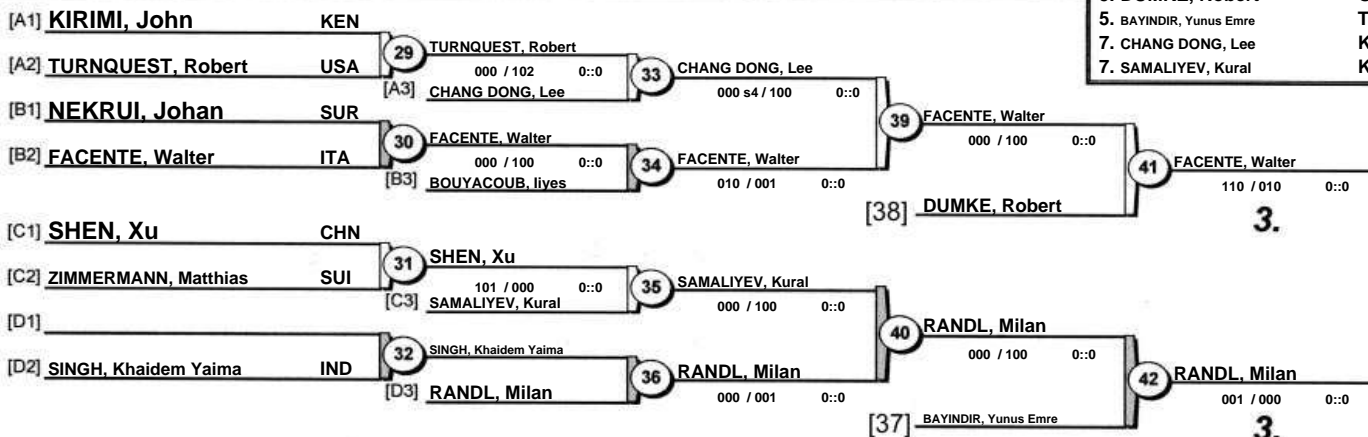 5. BAYINDIR, Yunus Emre
7. CHANG DONG, Lee
7. SAMALIYEV, Kural
[A1] KIRIMI, John KEN
29 TURNQUEST, Robert
[A2] TURNQUEST, Robert USA
000 / 102 0::0
33 CHANG DONG, Lee
[A3] CHANG DONG, Lee
000 s4 / 100 0::0
[B1] NEKRUI, Johan SUR
39 FACENTE, Walter
30 FACENTE, Walter
000 / 100 0::0
[B2] FACENTE, Walter ITA
000 / 100 0::0
34 FACENTE, Walter
41 FACENTE, Walter
[B3] BOUYACOUB, Iiyes
010 / 001 0::0
110 / 010 0::0
[38] DUMKE, Robert
3.
[C1] SHEN, Xu CHN
31 SHEN, Xu
[C2] ZIMMERMANN, Matthias SUI
101 / 000 0::0
35 SAMALIYEV, Kural
[C3] SAMALIYEV, Kural
000 / 100 0::0
[D1]
40 RANDL, Milan
32 SINGH, Khaidem Yaima
000 / 100 0::0
[D2] SINGH, Khaidem Yaima IND
36 RANDL, Milan
42 RANDL, Milan
[D3] RANDL, Milan
000 / 001 0::0
001 / 000 0::0
[37] BAYINDIR, Yunus Emre
3.